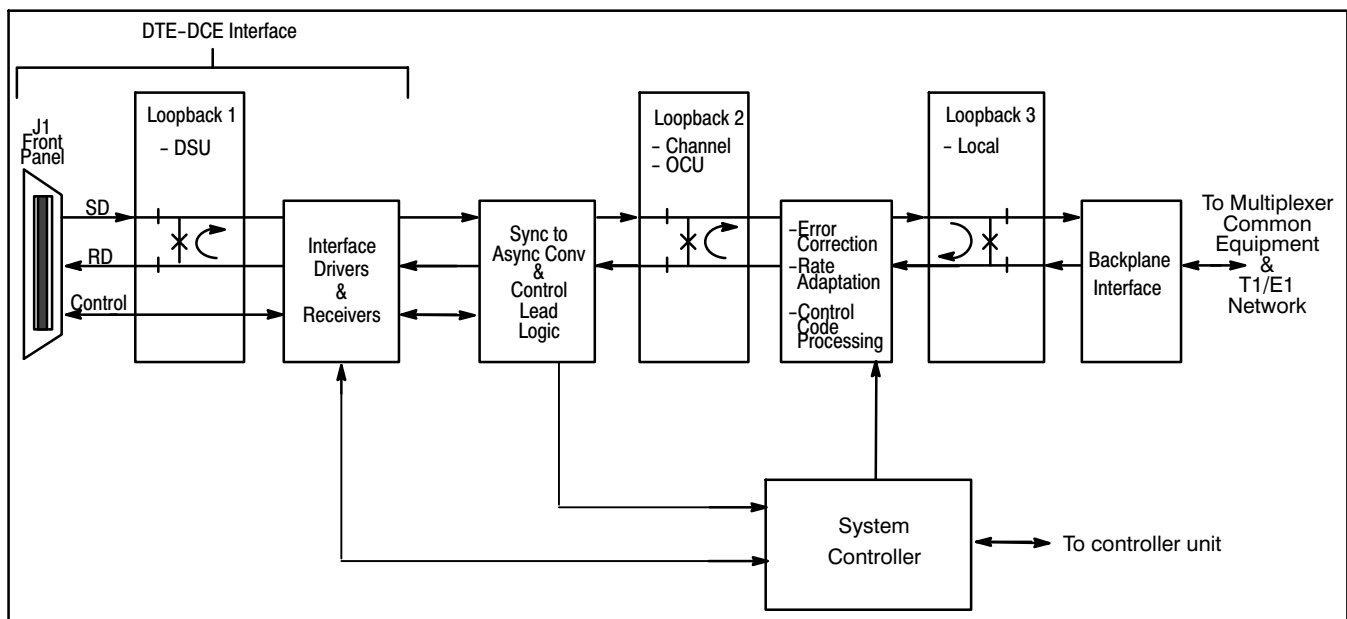 DTE-DCE Interface
J1
Front
Panel
Loopback 1
- DSU
SD
RD
Control
Interface
Drivers
&
Receivers
Sync to
Async Conv
&
Control
Lead
Logic
Loopback 2
- Channel
- OCU
-Error
Correction
-Rate
Adaptation
-Control
Code
Processing
Loopback 3
- Local
Backplane
Interface
To Multiplexer
Common
Equipment
&
T1/E1
Network
System
Controller
To controller unit